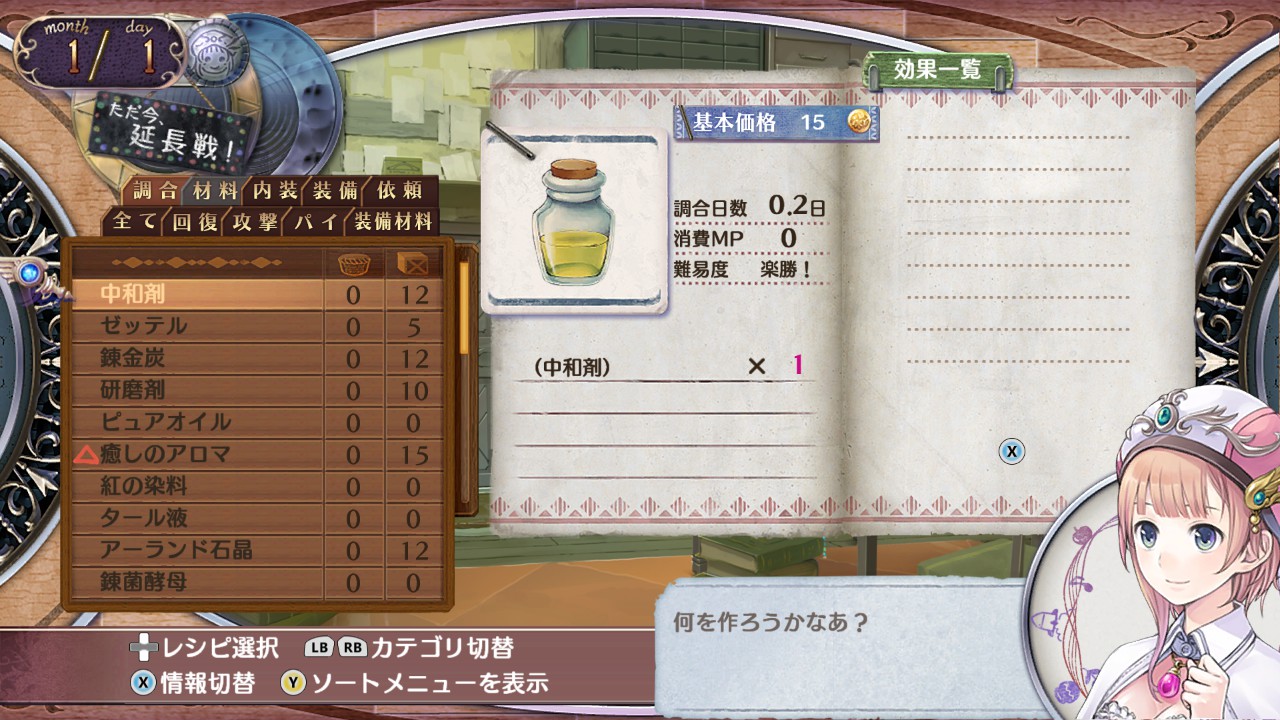 month day
1 / 1
ただ今、
延長戦！
調合 材料 内装 装備 依頼
全て 回復 攻撃 パイ 装備材料
中和剤 0 12
ゼッテル 0 5
錬金炭 0 12
研磨剤 0 10
ピュアオイル 0 0
癒しのアロマ 0 15
紅の染料 0 0
タール液 0 0
アーランド石晶 0 12
錬菌酵母 0 0
基本価格 15
調合日数 0.2日
消費MP 0
難易度 楽勝！
(中和剤) × 1
効果一覧
X
何を作ろうかなあ？
レシピ選択 LB RB カテゴリ切替
X 情報切替 Y ソートメニューを表示